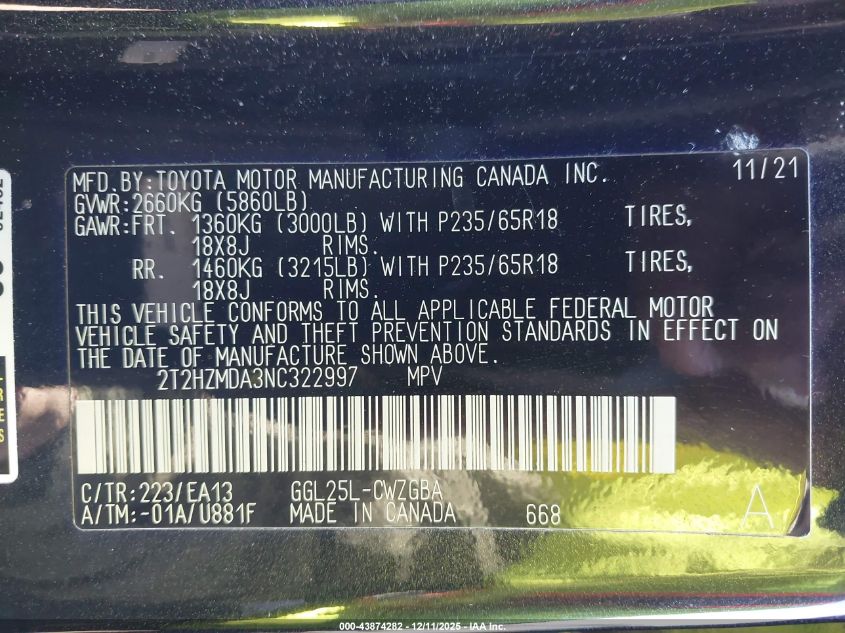 MFD.BY:TOYOTA MOTOR MANUFACTURING CANADA INC. 11/21
GVWR:2660KG (5860LB)
GAWR:FRT. 1360KG (3000LB) WITH P235/65R18 TIRES,
18X8J RIMS.
RR. 1460KG (3215LB) WITH P235/65R18 TIRES,
18X8J RIMS.
THIS VEHICLE CONFORMS TO ALL APPLICABLE FEDERAL MOTOR
VEHICLE SAFETY AND THEFT PREVENTION STANDARDS IN EFFECT ON
THE DATE OF MANUFACTURE SHOWN ABOVE.
2T2HZMDA3NC322997 MPV
C/TR:223/EA13 GGL25L-CWZGBA
A/TM:-01A/U881F MADE IN CANADA 668 A
000-43874282 - 12/11/2025 - IAA Inc.